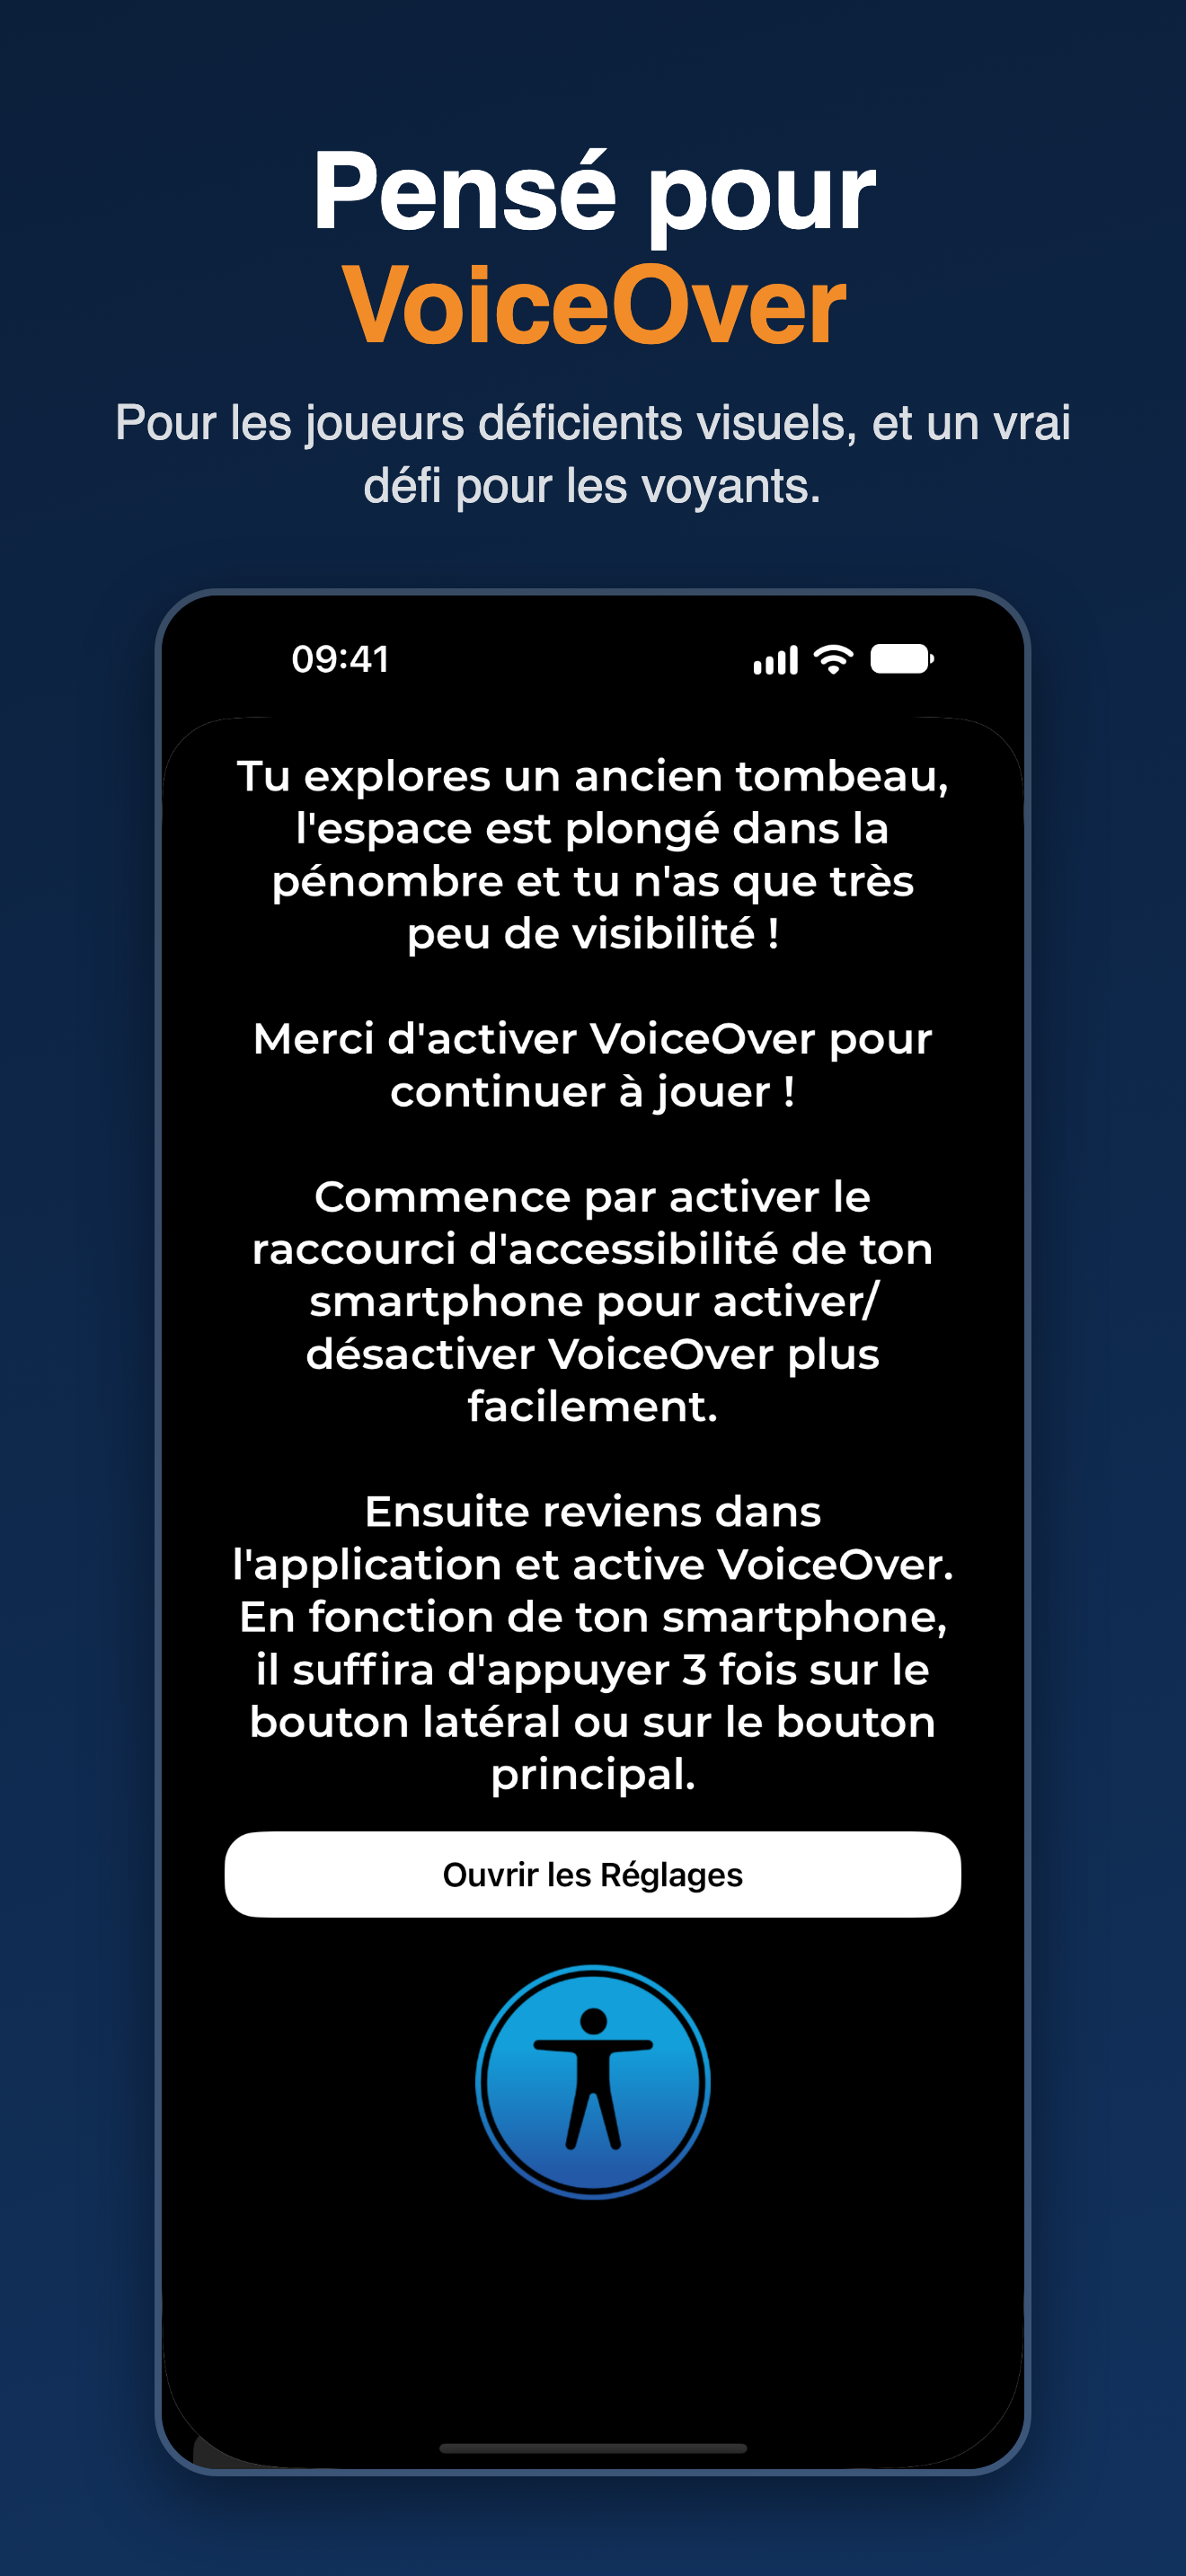 Pensé pour
VoiceOver
Pour les joueurs déficients visuels, et un vrai
défi pour les voyants.
09:41
Tu explores un ancien tombeau,
l'espace est plongé dans la
pénombre et tu n'as que très
peu de visibilité !
Merci d'activer VoiceOver pour
continuer à jouer !
Commence par activer le
raccourci d'accessibilité de ton
smartphone pour activer/
désactiver VoiceOver plus
facilement.
Ensuite reviens dans
l'application et active VoiceOver.
En fonction de ton smartphone,
il suffira d'appuyer 3 fois sur le
bouton latéral ou sur le bouton
principal.
Ouvrir les Réglages